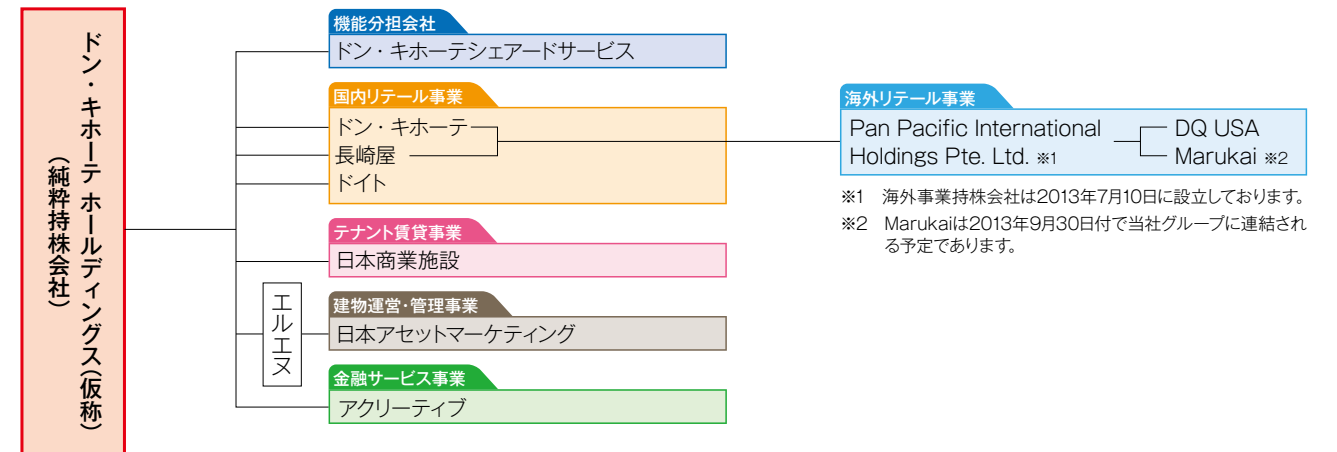 ドン・キホーテ ホールディングス（仮称）
（純粋持株会社）
機能分担会社
ドン・キホーテシェアードサービス
国内リテール事業
ドン・キホーテ
長崎屋
ドイト
テナント賃貸事業
日本商業施設
エルエヌ
建物運営・管理事業
日本アセットマーケティング
金融サービス事業
アクリーティブ
海外リテール事業
Pan Pacific International
Holdings Pte. Ltd. ※1
DQ USA
Marukai ※2
※1 海外事業持株会社は2013年7月10日に設立しております。
※2 Marukaiは2013年9月30日付で当社グループに連結され
る予定であります。